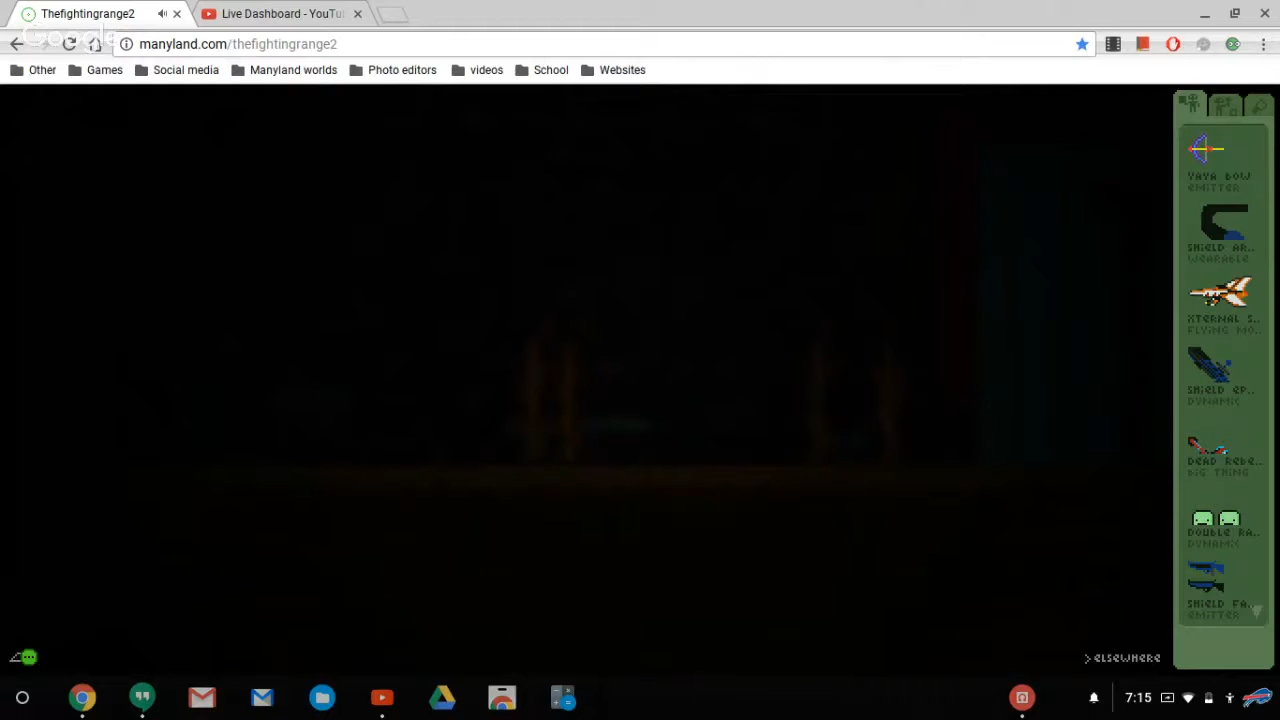 Thefightingrange2
Live Dashboard - YouTu
Google
manyland.com/thefightingrange2
Other
Games
Social media
Manyland worlds
Photo editors
videos
School
Websites
YAYA BOW
EMITTER
SHIELD AR..
WEARABLE
XTERNAL S..
FLYING MO..
SHIELD EP..
DYNAMIC
DEAD REBE..
BIG THING
DOUBLE RA..
DYNAMIC
SHIELD FA..
EMITTER
> ELSEWHERE
7:15